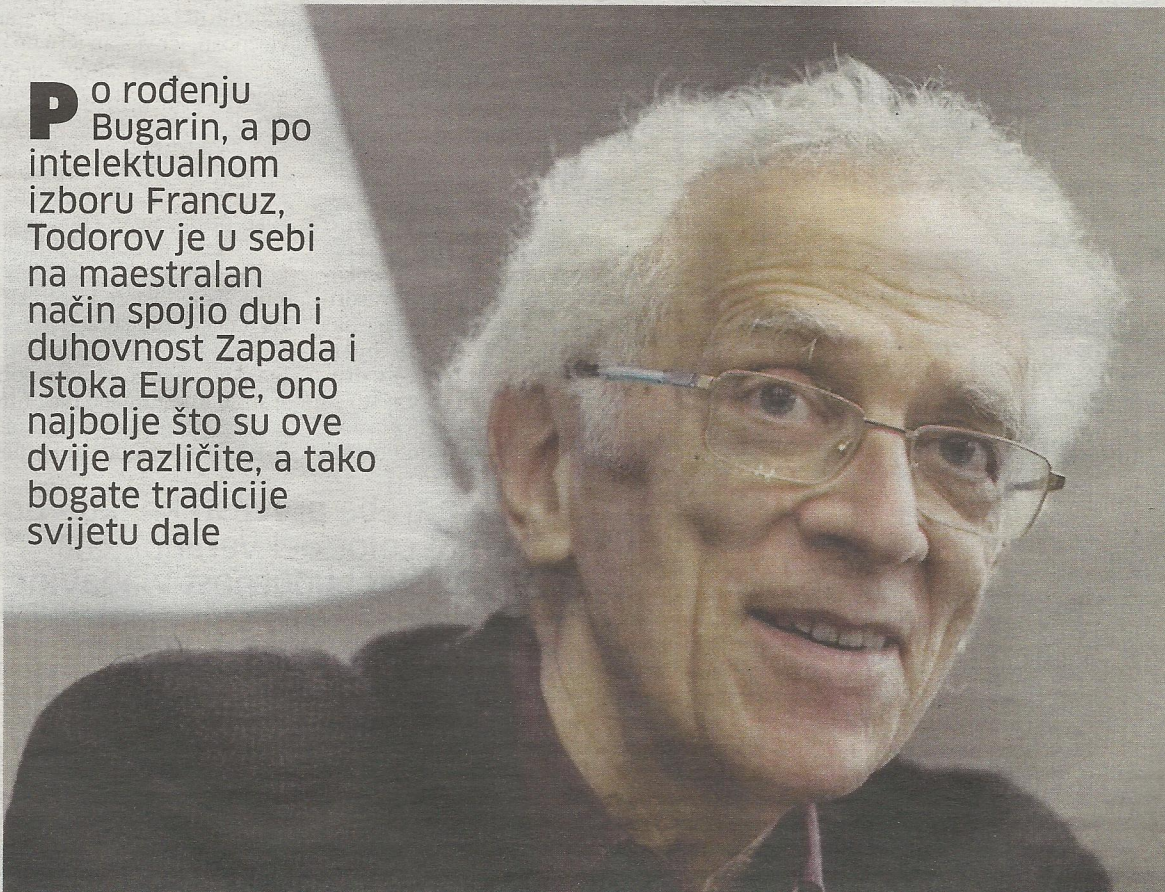 Po rođenju
Bugarin, a po
intelektualnom
izboru Francuz,
Todorov je u sebi
na maestralan
način spojio duh i
duhovnost Zapada i
Istoka Europe, ono
najbolje što su ove
dvije različite, a tako
bogate tradicije
svijetu dale